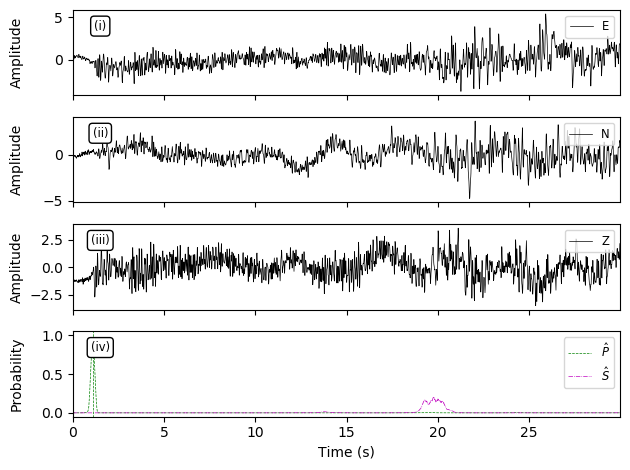 5
0
Amplitude
(i)
E
0
−5
Amplitude
(ii)
N
2.5
0.0
−2.5
Amplitude
(iii)
Z
1.0
0.5
0.0
Probability
(iv)
P̂
Ŝ
0 5 10 15 20 25
Time (s)